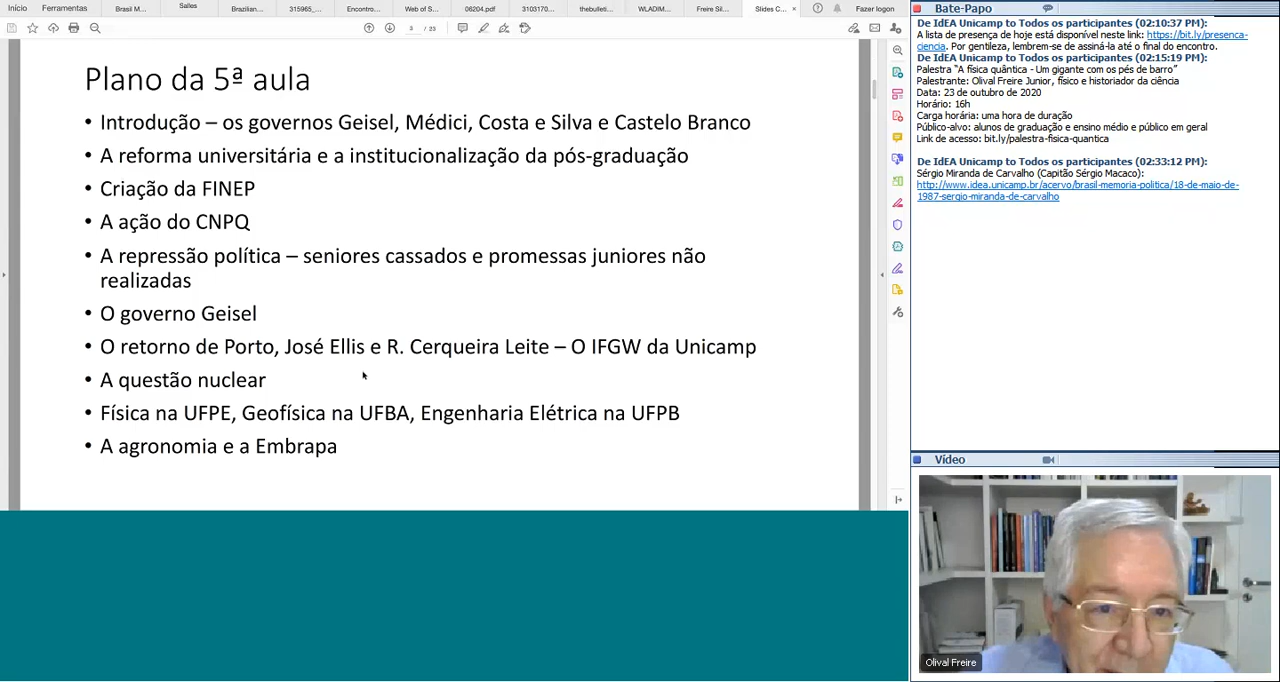 Início Ferramentas Brasil M... Salles Brazilian... 315965_... Encontro... Web of S... 06204.pdf 3103170... thebulleti... WLADIM... Freire Sil... Slides C... × Fazer logon
3 / 23
Plano da 5ª aula
• Introdução – os governos Geisel, Médici, Costa e Silva e Castelo Branco
• A reforma universitária e a institucionalização da pós-graduação
• Criação da FINEP
• A ação do CNPQ
• A repressão política – seniores cassados e promessas juniores não
realizadas
• O governo Geisel
• O retorno de Porto, José Ellis e R. Cerqueira Leite – O IFGW da Unicamp
• A questão nuclear
• Física na UFPE, Geofísica na UFBA, Engenharia Elétrica na UFPB
• A agronomia e a Embrapa
Bate-Papo
De IdEA Unicamp to Todos os participantes (02:10:37 PM):
A lista de presença de hoje está disponível neste link: https://bit.ly/presenca-
ciencia. Por gentileza, lembrem-se de assiná-la até o final do encontro.
De IdEA Unicamp to Todos os participantes (02:15:19 PM):
Palestra "A física quântica - Um gigante com os pés de barro"
Palestrante: Olival Freire Junior, físico e historiador da ciência
Data: 23 de outubro de 2020
Horário: 16h
Carga horária: uma hora de duração
Público-alvo: alunos de graduação e ensino médio e público em geral
Link de acesso: bit.ly/palestra-fisica-quantica
De IdEA Unicamp to Todos os participantes (02:33:12 PM):
Sérgio Miranda de Carvalho (Capitão Sérgio Macaco):
http://www.idea.unicamp.br/acervo/brasil-memoria-politica/18-de-maio-de-
1987-sergio-miranda-de-carvalho
Vídeo
Olival Freire